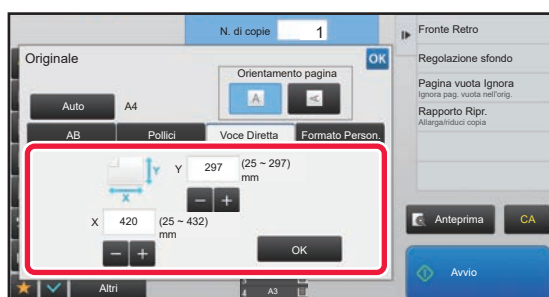 N. di copie 1
Originale
OK
Orientamento pagina
A
A
Auto A4
AB Pollici Voce Diretta Formato Person.
Y 297 (25 ~ 297)
mm
Y
X
X 420 (25 ~ 432)
mm
OK
Fronte Retro
Regolazione sfondo
Pagina vuota Ignora
Ignora pag. vuota nell'orig.
Rapporto Ripr.
Allarga/riduci copia
Anteprima CA
Avvio
Altri
A3
4